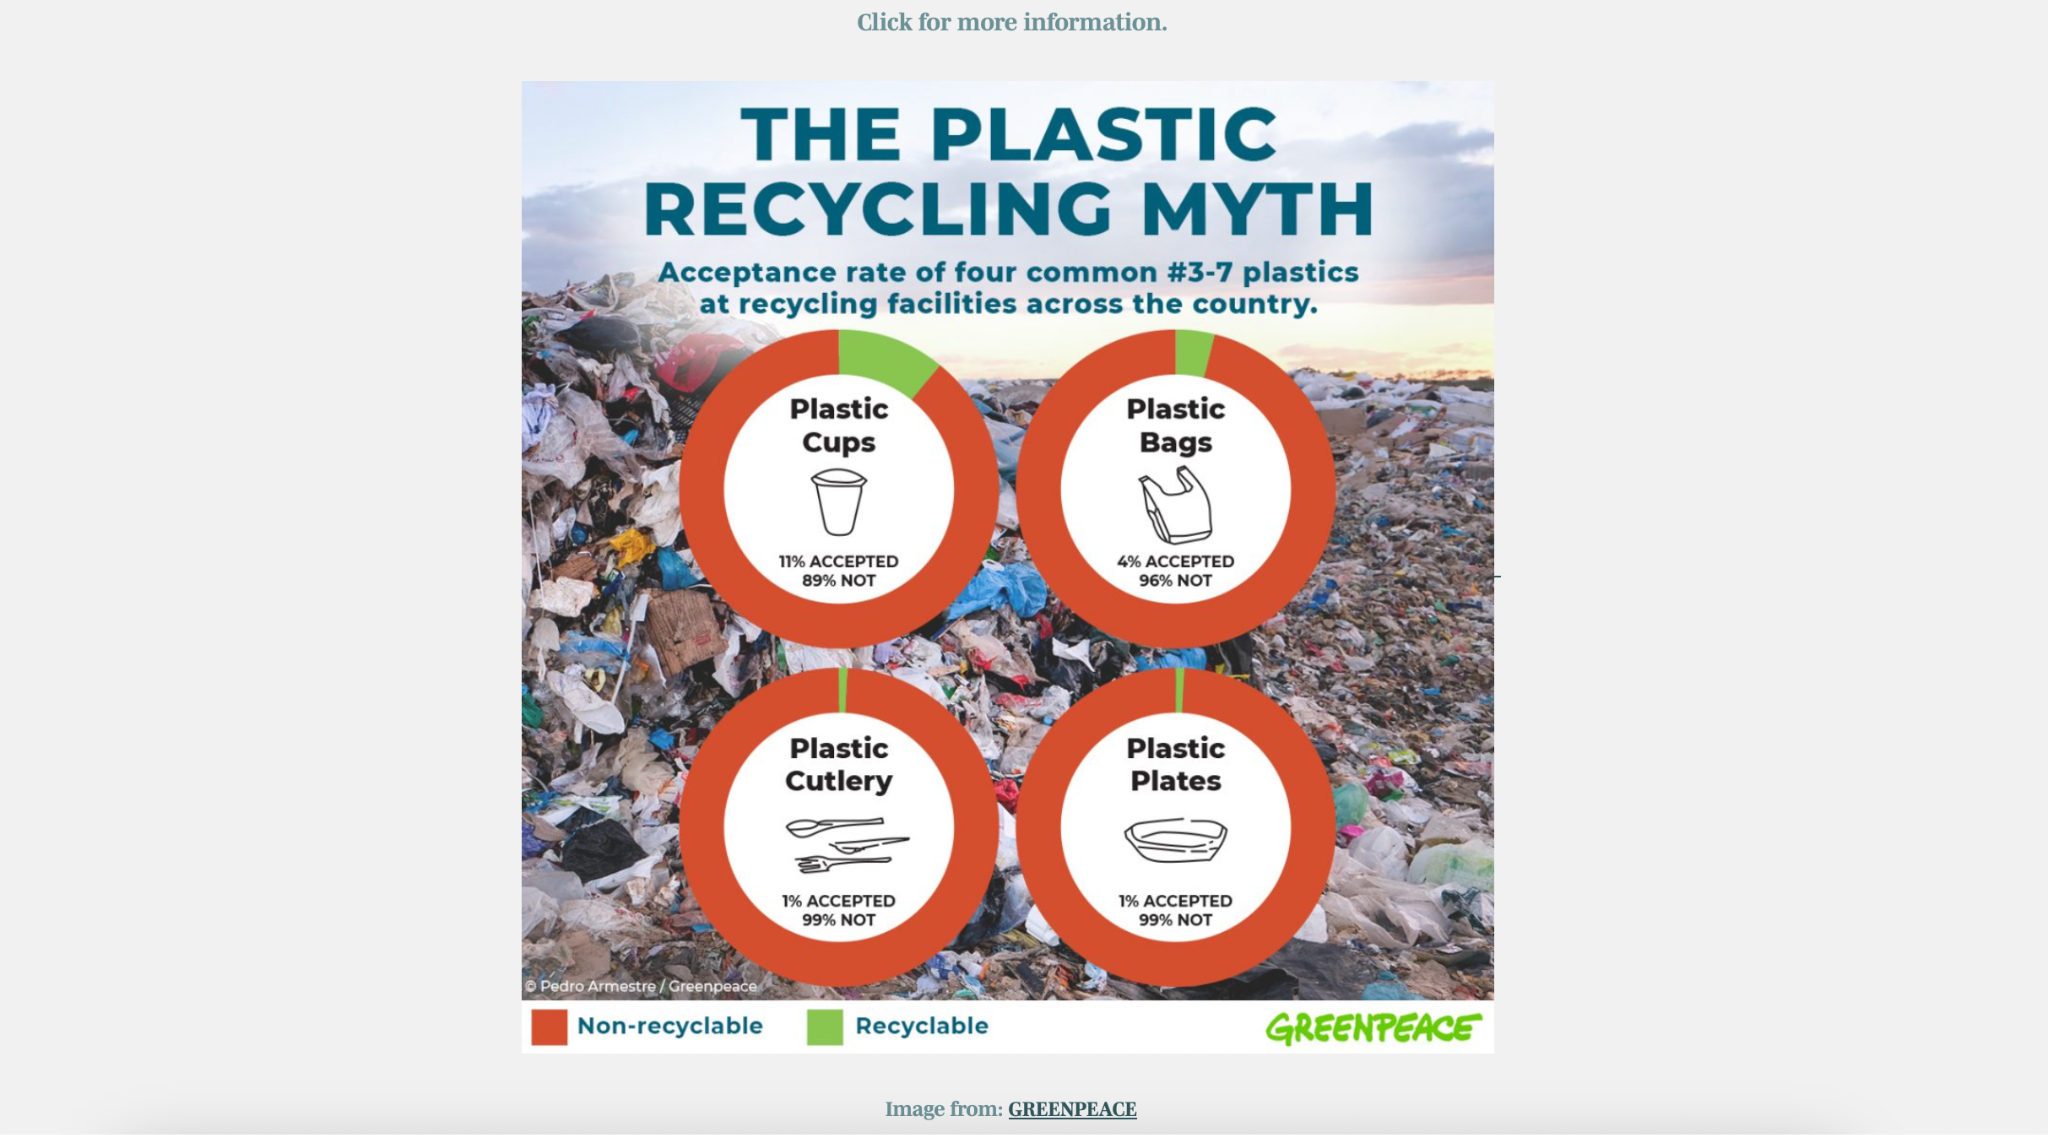 Click for more information.
THE PLASTIC
RECYCLING MYTH
Acceptance rate of four common #3-7 plastics
at recycling facilities across the country.
Plastic
Cups
11% ACCEPTED
89% NOT
Plastic
Bags
4% ACCEPTED
96% NOT
Plastic
Cutlery
1% ACCEPTED
99% NOT
Plastic
Plates
1% ACCEPTED
99% NOT
© Pedro Armestre / Greenpeace
Non-recyclable
Recyclable
GREENPEACE
Image from: GREENPEACE